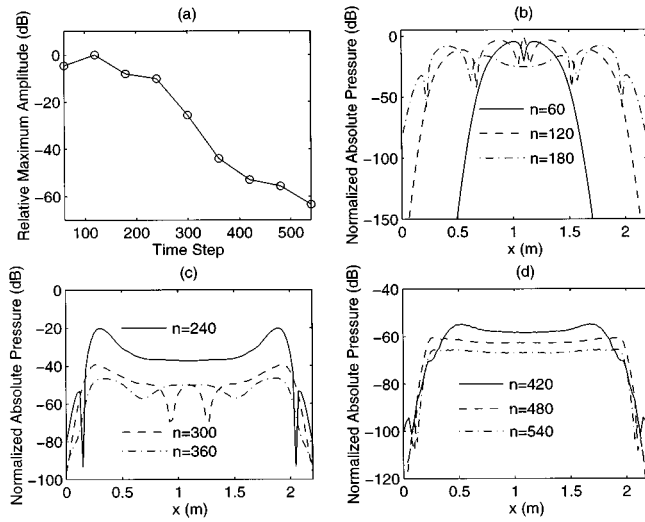 (a)
Relative Maximum Amplitude (dB)
0
−20
−40
−60
100 200 300 400 500
Time Step
(b)
Normalized Absolute Pressure (dB)
0
−50
−100
−150
n=60
n=120
n=180
0 0.5 1 1.5 2
x (m)
(c)
Normalized Absolute Pressure (dB)
0
−20
−40
−60
−80
−100
n=240
n=300
n=360
0 0.5 1 1.5 2
x (m)
(d)
Normalized Absolute Pressure (dB)
−40
−60
−80
−100
−120
n=420
n=480
n=540
0 0.5 1 1.5 2
x (m)